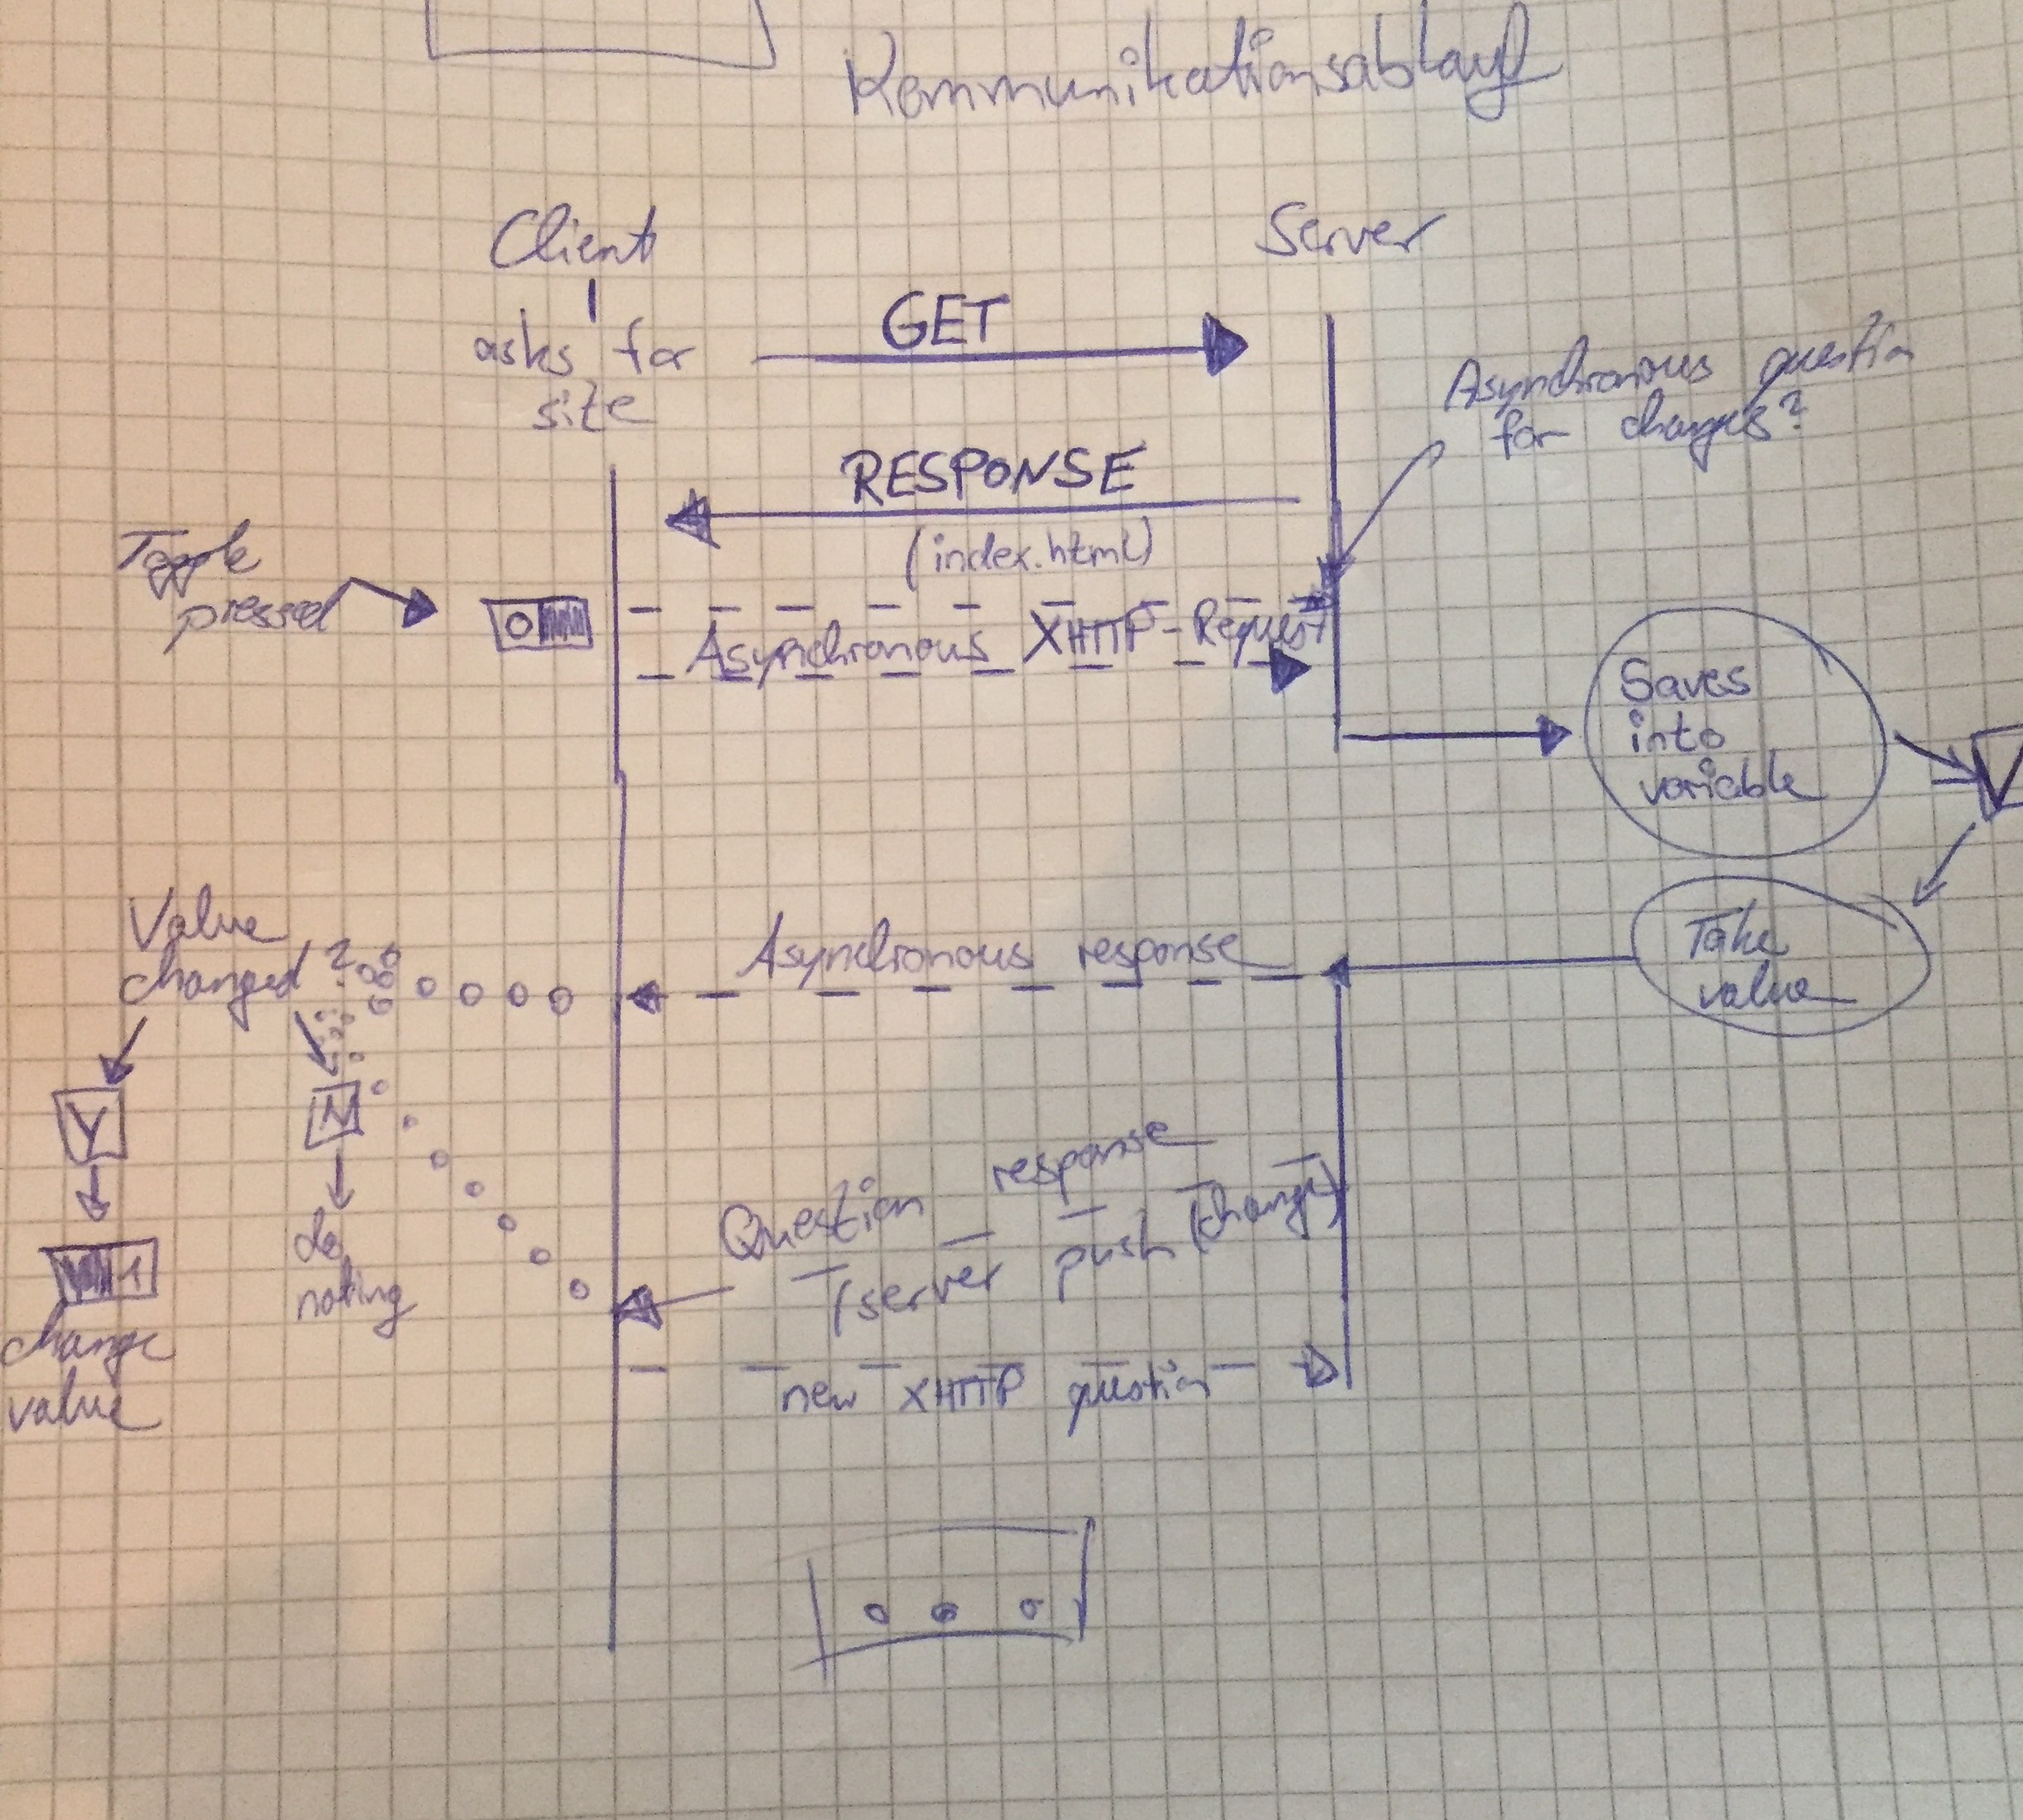 Kommunikationsablauf
Client
Server
asks for
site
GET
Asynchronous question
for changes?
RESPONSE
(index.html)
Toggle
pressed
O
Asynchronous XHTTP-Request
Saves
into
variable
V
Value
changed?
Asynchronous response
Take
value
Y
N
Question response
(server push (change)
do
noting
1
change
value
new XHTTP question